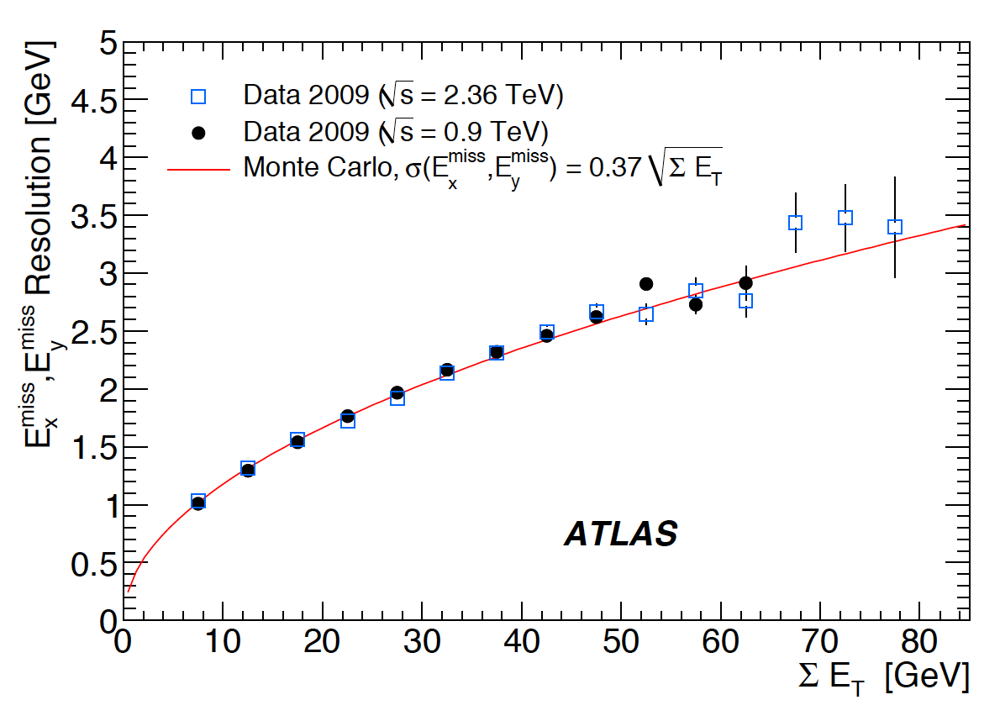 5
4.5
4
3.5
3
2.5
2
1.5
1
0.5
0
E_x^miss, E_y^miss Resolution [GeV]
Data 2009 (√s = 2.36 TeV)
Data 2009 (√s = 0.9 TeV)
Monte Carlo, σ(E_x^miss, E_y^miss) = 0.37 √Σ E_T
ATLAS
0 10 20 30 40 50 60 70 80
Σ E_T [GeV]